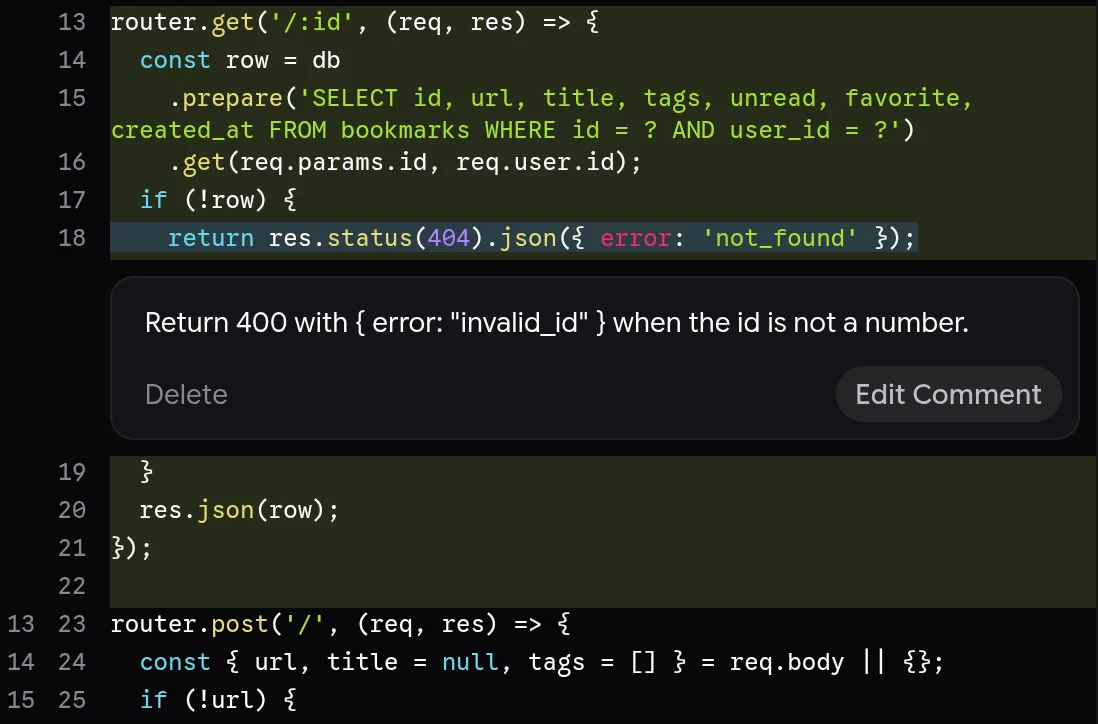 13 router.get('/:id', (req, res) => {
14   const row = db
15     .prepare('SELECT id, url, title, tags, unread, favorite,
created_at FROM bookmarks WHERE id = ? AND user_id = ?')
16     .get(req.params.id, req.user.id);
17   if (!row) {
18     return res.status(404).json({ error: 'not_found' });
Return 400 with { error: "invalid_id" } when the id is not a number.
Delete Edit Comment
19   }
20   res.json(row);
21 });
22
13 23 router.post('/', (req, res) => {
14 24   const { url, title = null, tags = [] } = req.body || {};
15 25   if (!url) {